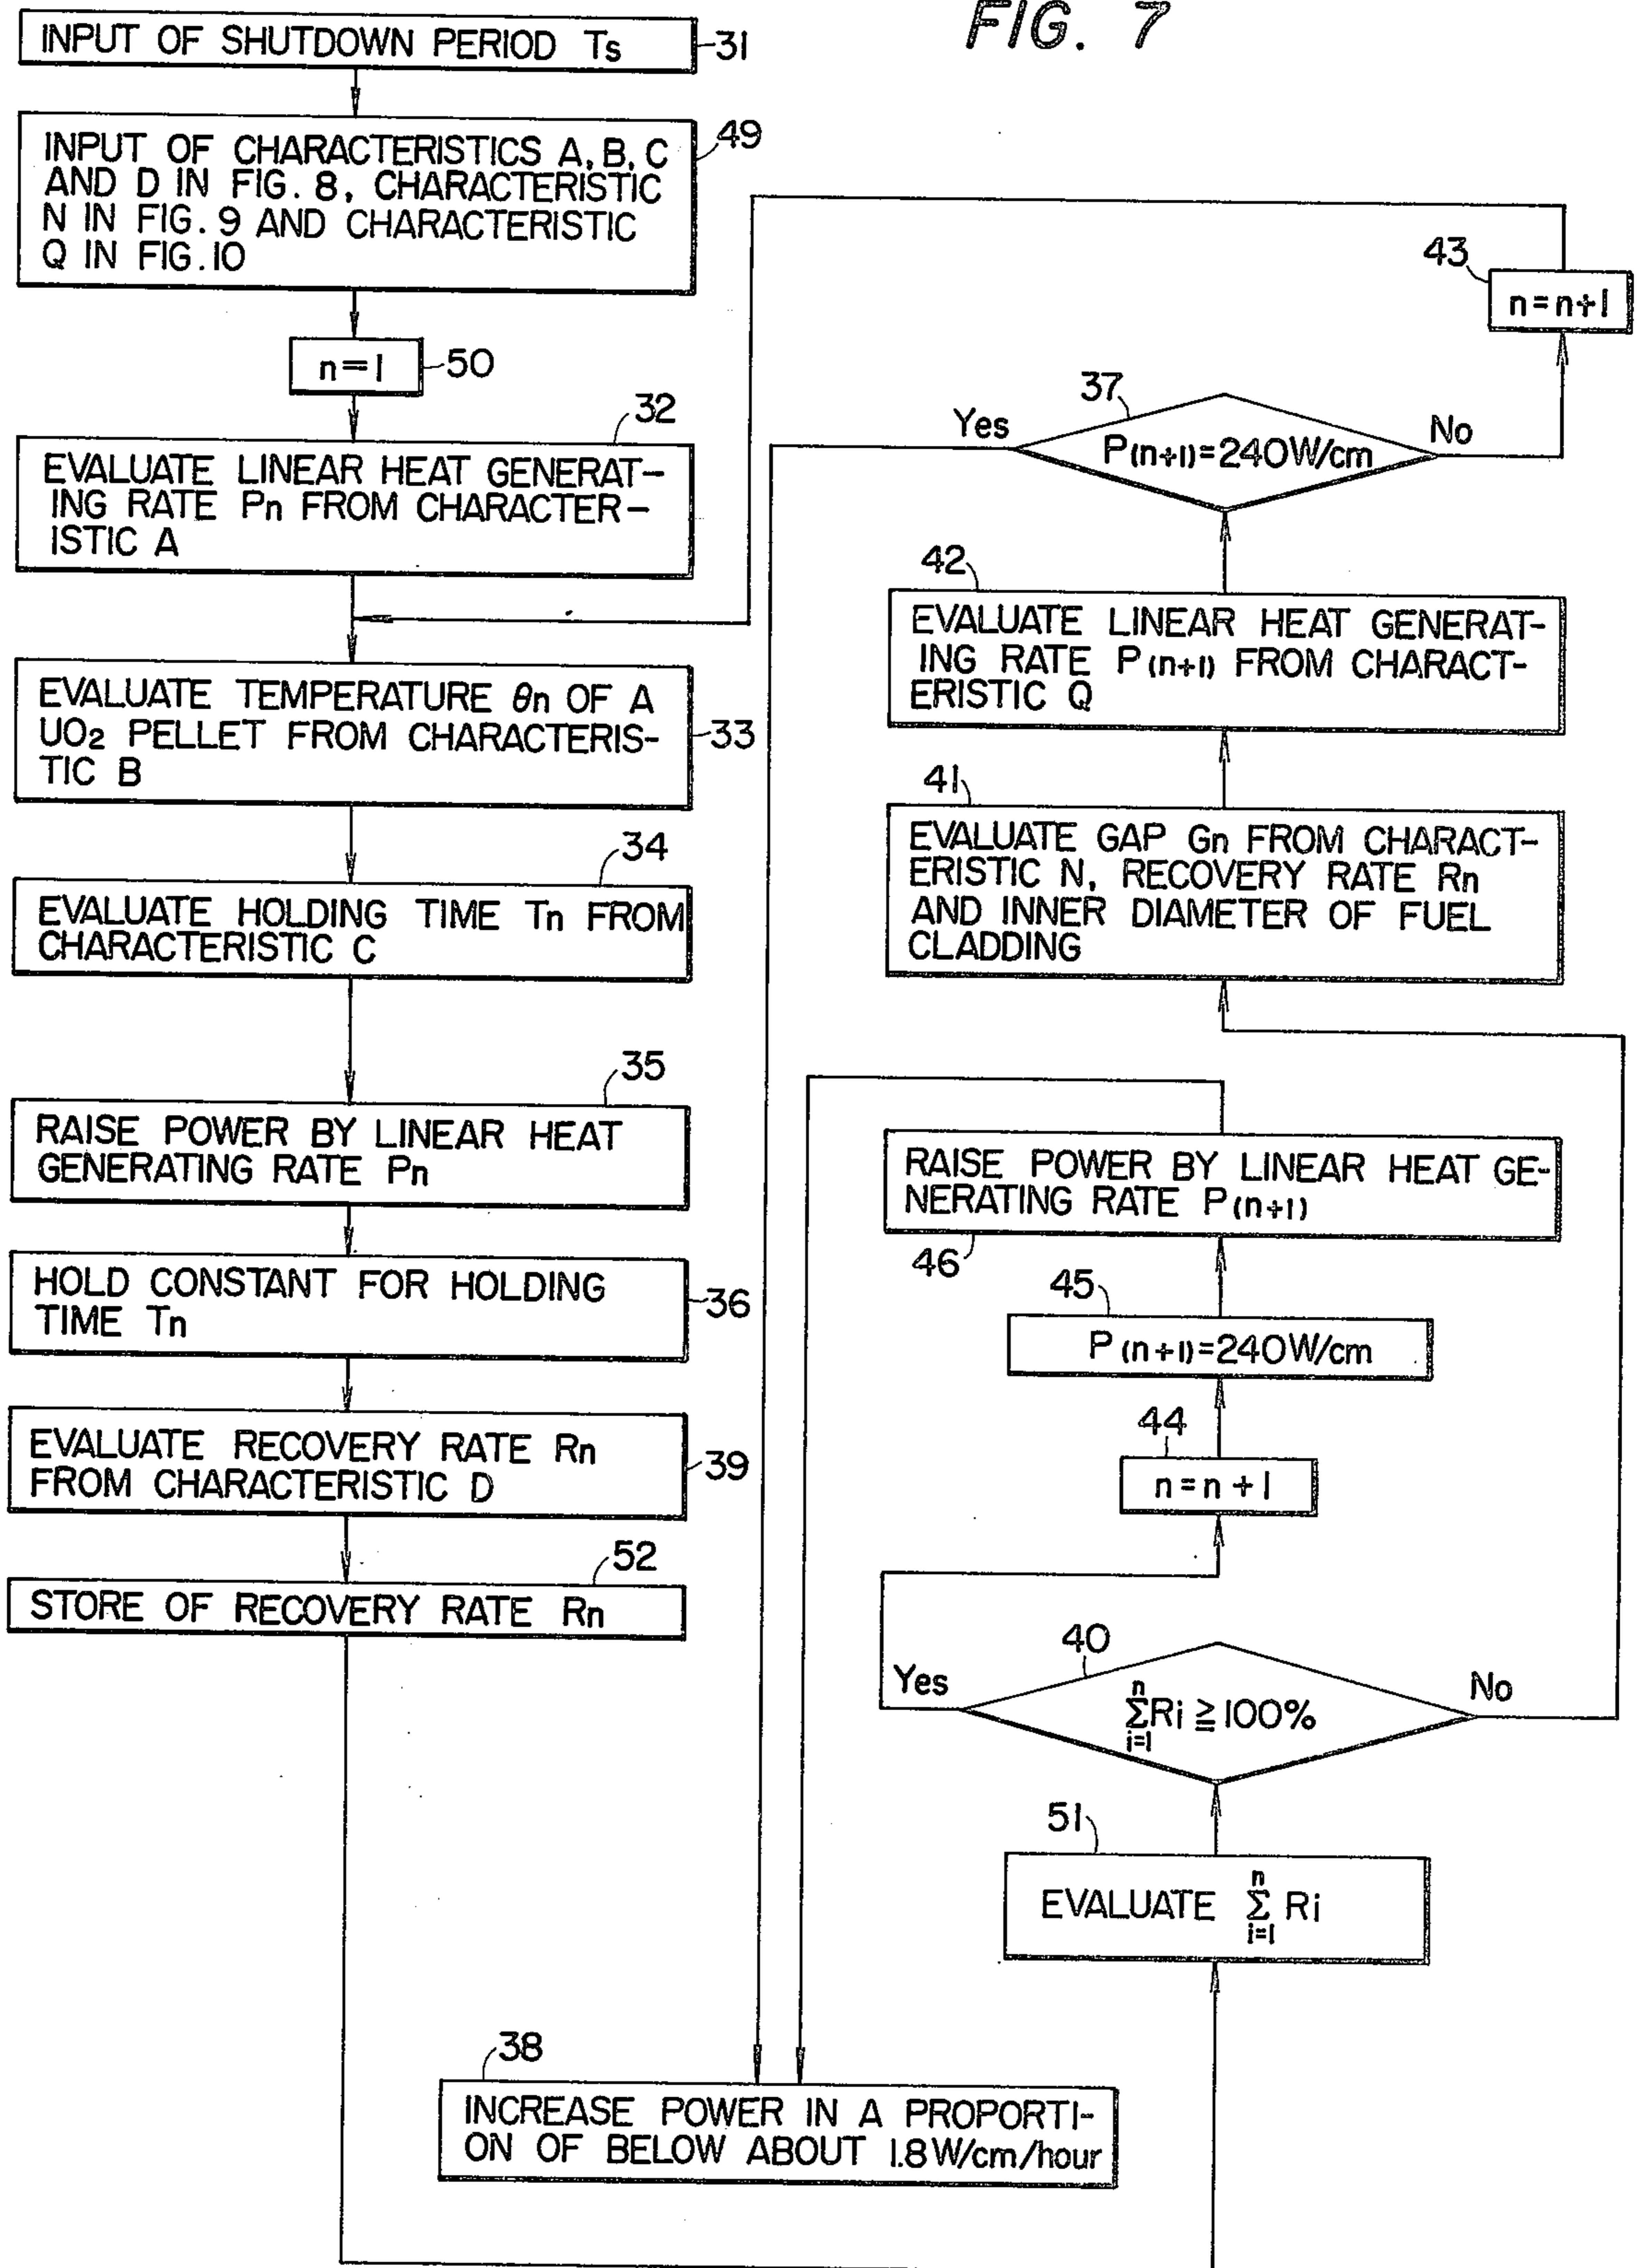 FIG. 7
INPUT OF SHUTDOWN PERIOD Ts
31
INPUT OF CHARACTERISTICS A, B, C
AND D IN FIG. 8, CHARACTERISTIC
N IN FIG. 9 AND CHARACTERISTIC
Q IN FIG. 10
49
n=1
50
32
EVALUATE LINEAR HEAT GENERAT-
ING RATE Pn FROM CHARACTER-
ISTIC A
EVALUATE TEMPERATURE θn OF A
UO2 PELLET FROM CHARACTERIS-
TIC B
33
34
EVALUATE HOLDING TIME Tn FROM
CHARACTERISTIC C
35
RAISE POWER BY LINEAR HEAT
GENERATING RATE Pn
HOLD CONSTANT FOR HOLDING
TIME Tn
36
EVALUATE RECOVERY RATE Rn
FROM CHARACTERISTIC D
39
52
STORE OF RECOVERY RATE Rn
43
n=n+1
37
Yes
P(n+1)=240W/cm
No
42
EVALUATE LINEAR HEAT GENERAT-
ING RATE P(n+1) FROM CHARACT-
ERISTIC Q
41
EVALUATE GAP Gn FROM CHARACT-
ERISTIC N, RECOVERY RATE Rn
AND INNER DIAMETER OF FUEL
CLADDING
RAISE POWER BY LINEAR HEAT GE-
NERATING RATE P(n+1)
46
45
P(n+1)=240W/cm
44
n=n+1
40
Yes
n
ΣRi ≧ 100%
i=1
No
51
n
EVALUATE Σ Ri
i=1
38
INCREASE POWER IN A PROPORTI-
ON OF BELOW ABOUT 1.8W/cm/hour